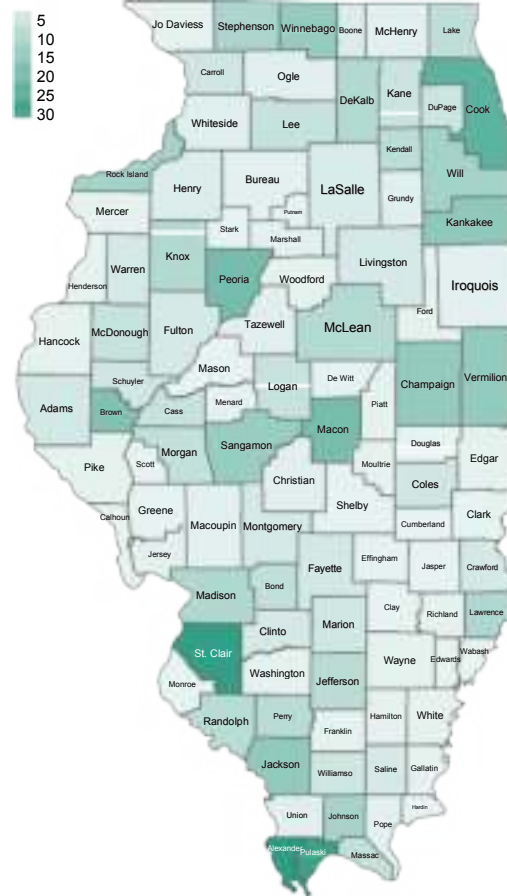 5
10
15
20
25
30
Jo Daviess
Stephenson
Winnebago
Boone
McHenry
Lake
Carroll
Ogle
DeKalb
Kane
DuPage
Cook
Whiteside
Lee
Kendall
Will
Rock Island
Henry
Bureau
LaSalle
Grundy
Kankakee
Mercer
Putnam
Stark
Marshall
Knox
Peoria
Woodford
Livingston
Iroquois
Warren
Henderson
Ford
Hancock
McDonough
Fulton
Tazewell
McLean
Mason
Schuyler
Logan
De Witt
Champaign
Vermilion
Adams
Brown
Cass
Menard
Piatt
Macon
Sangamon
Morgan
Douglas
Edgar
Pike
Scott
Christian
Moultrie
Coles
Shelby
Clark
Calhoun
Greene
Macoupin
Montgomery
Cumberland
Jersey
Effingham
Jasper
Crawford
Fayette
Bond
Madison
Clay
Richland
Lawrence
Marion
Clinto
St. Clair
Wayne
Edwards
Wabash
Washington
Monroe
Jefferson
Randolph
Perry
Hamilton
White
Franklin
Jackson
Williamso
Saline
Gallatin
Union
Johnson
Pope
Hardin
Alexander
Pulaski
Massac